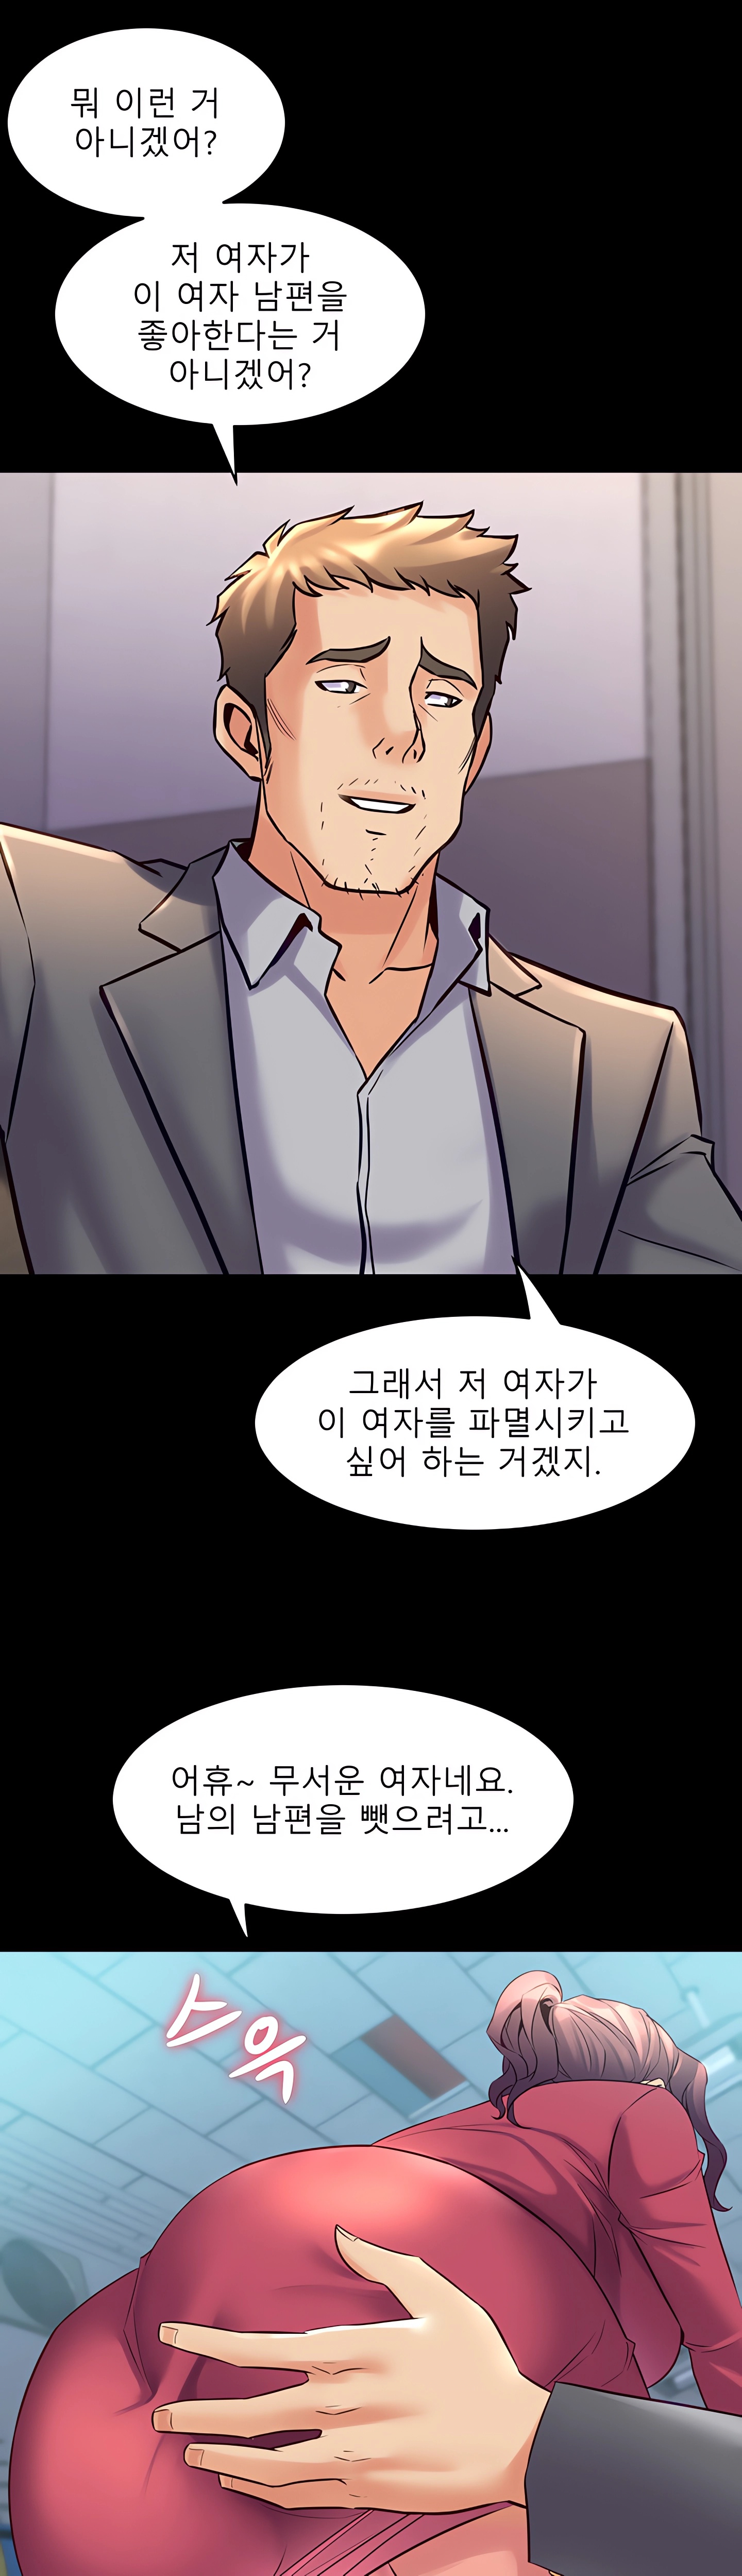 뭐 이런 거
아니겠어?
저 여자가
이 여자 남편을
좋아한다는 거
아니겠어?
그래서 저 여자가
이 여자를 파멸시키고
싶어 하는 거겠지.
어휴~ 무서운 여자네요.
남의 남편을 뺏으려고...
스윽